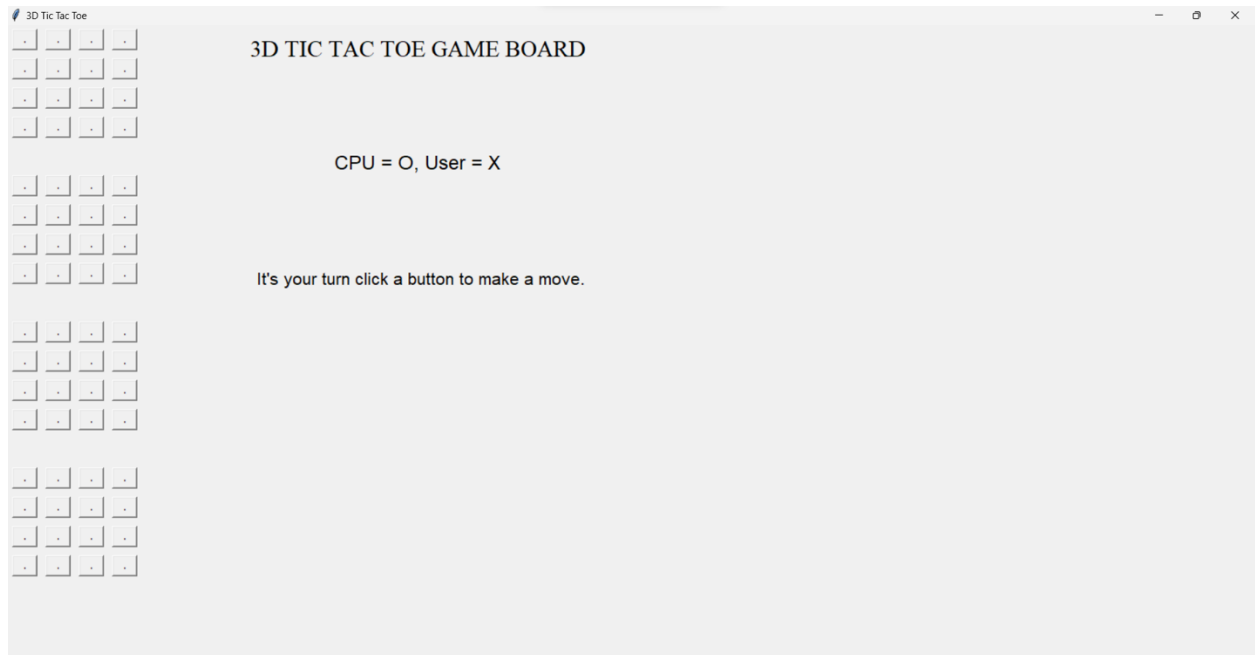 3D Tic Tac Toe
3D TIC TAC TOE GAME BOARD
. . . .
. . . .
. . . .
. . . .
CPU = O, User = X
. . . .
. . . .
. . . .
. . . .
It's your turn click a button to make a move.
. . . .
. . . .
. . . .
. . . .
. . . .
. . . .
. . . .
. . . .